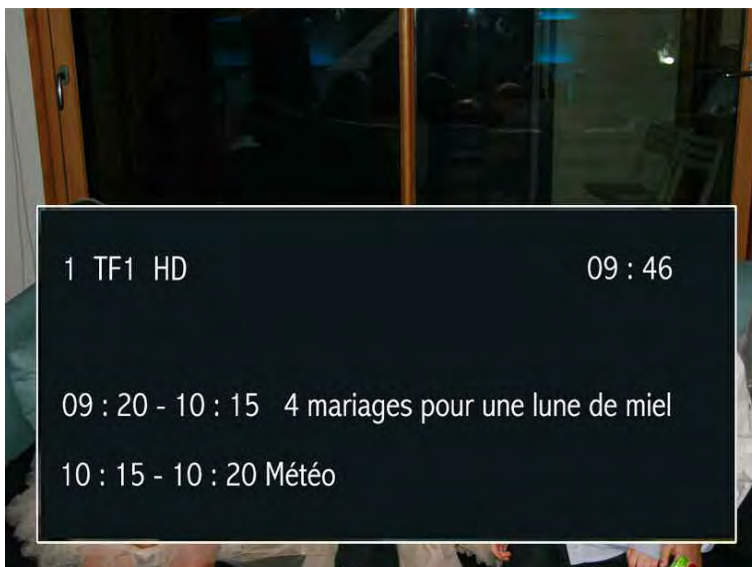 1 TF1 HD 09 : 46
09 : 20 - 10 : 15 4 mariages pour une lune de miel
10 : 15 - 10 : 20 Météo